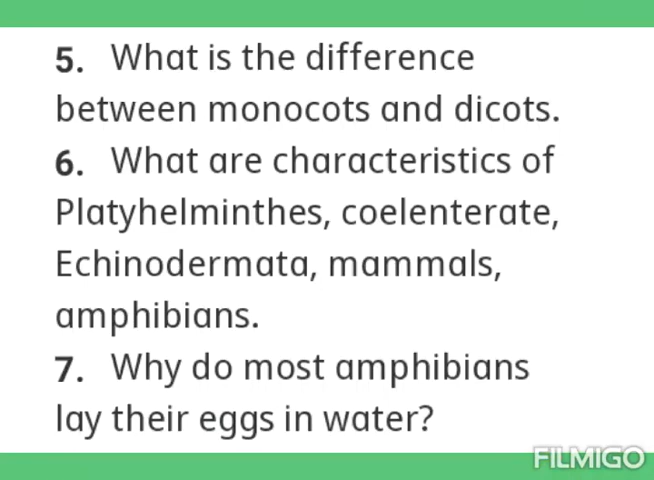 5. What is the difference
between monocots and dicots.
6. What are characteristics of
Platyhelminthes, coelenterate,
Echinodermata, mammals,
amphibians.
7. Why do most amphibians
lay their eggs in water?
FILMIGO